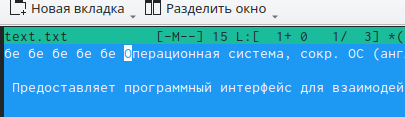 Новая вкладка Разделить окно
text.txt [-M--] 15 L:[ 1+ 0 1/ 3] *(
бе бе бе бе бе Операционная система, сокр. ОС (анг
Предоставляет программный интерфейс для взаимодей